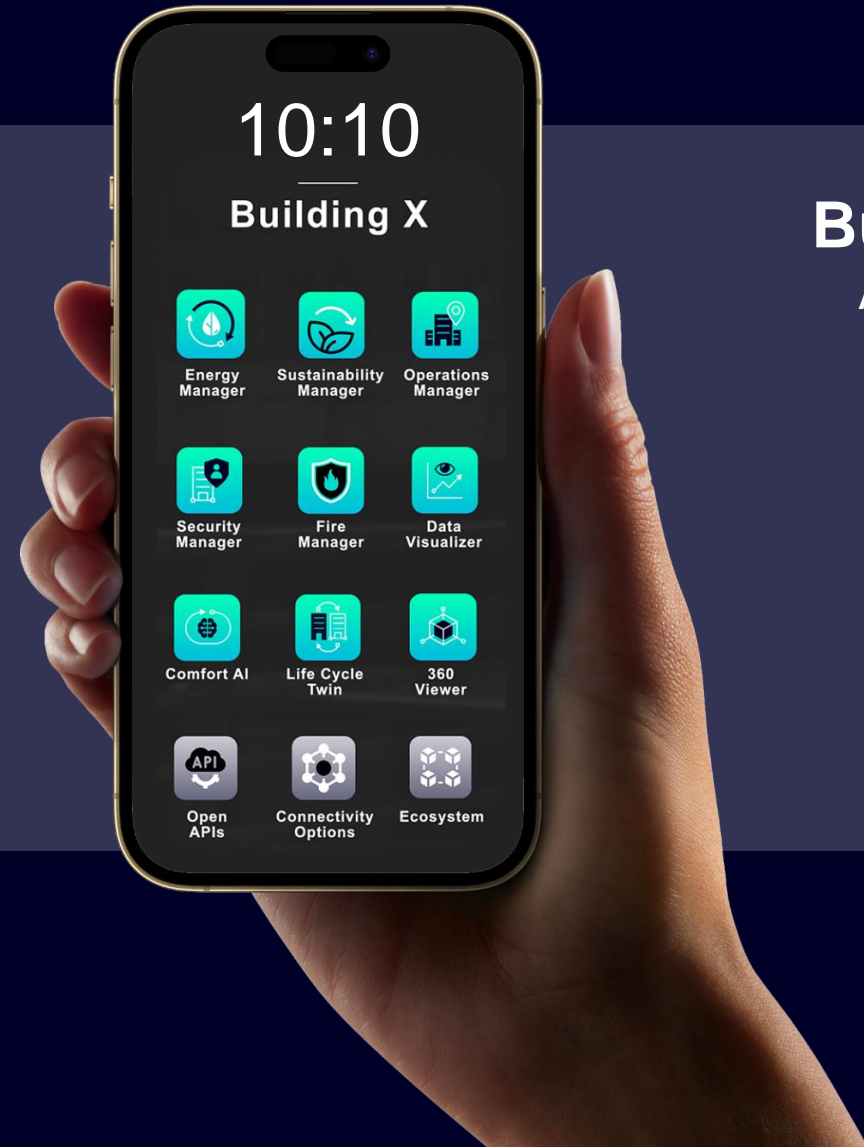 10:10
Building X
Energy
Manager
Sustainability
Manager
Operations
Manager
Security
Manager
Fire
Manager
Data
Visualizer
Comfort AI
Life Cycle
Twin
360
Viewer
API
Open
APIs
Connectivity
Options
Ecosystem